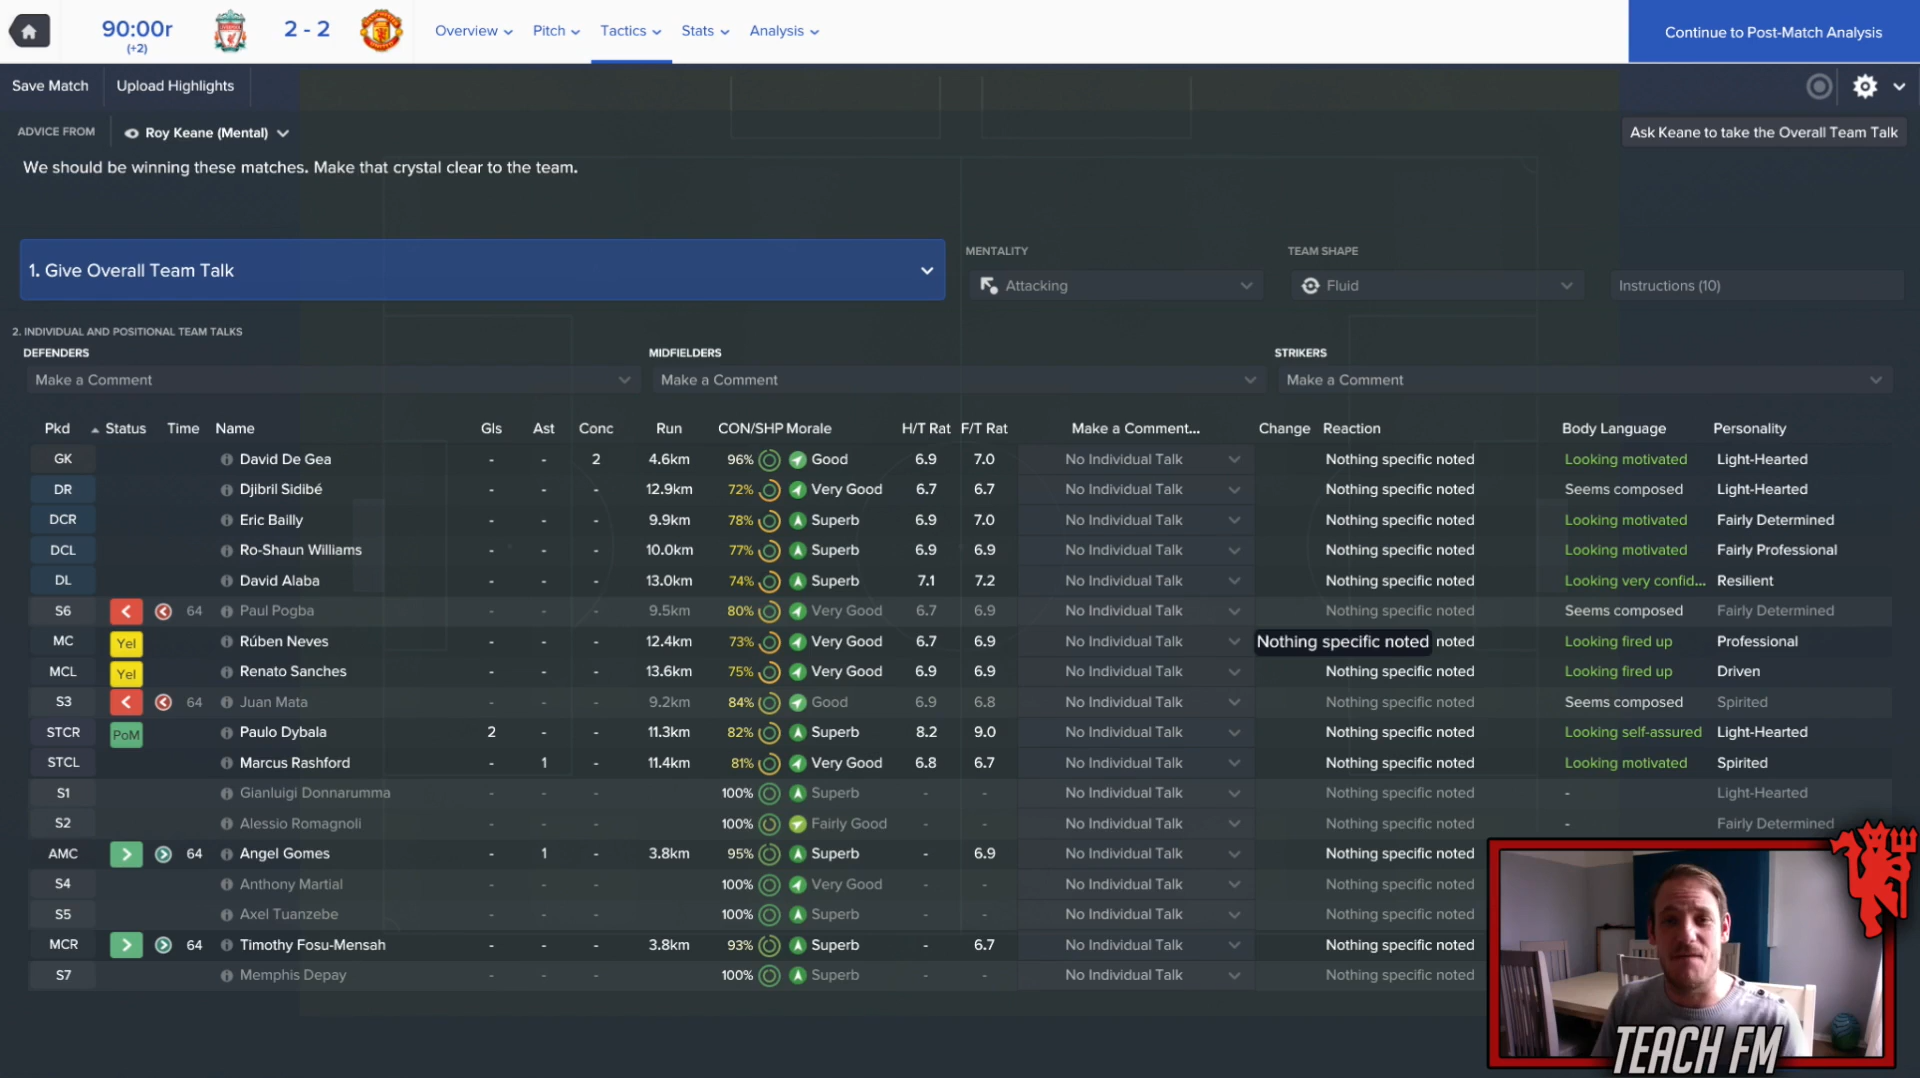 90:00r
(+2)
2 - 2
Overview
Pitch
Tactics
Stats
Analysis
Continue to Post-Match Analysis
Save Match
Upload Highlights
ADVICE FROM
Roy Keane (Mental)
Ask Keane to take the Overall Team Talk
We should be winning these matches. Make that crystal clear to the team.
1. Give Overall Team Talk
MENTALITY
Attacking
TEAM SHAPE
Fluid
Instructions (10)
2. INDIVIDUAL AND POSITIONAL TEAM TALKS
DEFENDERS
MIDFIELDERS
STRIKERS
Make a Comment
Make a Comment
Make a Comment
Pkd Status Time Name Gls Ast Conc Run CON/SHP Morale H/T Rat F/T Rat Make a Comment... Change Reaction Body Language Personality
GK David De Gea - - 2 4.6km 96% Good 6.9 7.0 No Individual Talk Nothing specific noted Looking motivated Light-Hearted
DR Djibril Sidibé - - - 12.9km 72% Very Good 6.7 6.7 No Individual Talk Nothing specific noted Seems composed Light-Hearted
DCR Eric Bailly - - - 9.9km 78% Superb 6.9 7.0 No Individual Talk Nothing specific noted Looking motivated Fairly Determined
DCL Ro-Shaun Williams - - - 10.0km 77% Superb 6.9 6.9 No Individual Talk Nothing specific noted Looking motivated Fairly Professional
DL David Alaba - - - 13.0km 74% Superb 7.1 7.2 No Individual Talk Nothing specific noted Looking very confid... Resilient
S6 64 Paul Pogba - - - 9.5km 80% Very Good 6.7 6.9 No Individual Talk Nothing specific noted Seems composed Fairly Determined
MC Yel Rúben Neves - - - 12.4km 73% Very Good 6.7 6.9 No Individual Talk Nothing specific noted noted Looking fired up Professional
MCL Yel Renato Sanches - - - 13.6km 75% Very Good 6.9 6.9 No Individual Talk Nothing specific noted Looking fired up Driven
S3 64 Juan Mata - - - 9.2km 84% Good 6.9 6.8 No Individual Talk Nothing specific noted Seems composed Spirited
STCR PoM Paulo Dybala 2 - - 11.3km 82% Superb 8.2 9.0 No Individual Talk Nothing specific noted Looking self-assured Light-Hearted
STCL Marcus Rashford - 1 - 11.4km 81% Very Good 6.8 6.7 No Individual Talk Nothing specific noted Looking motivated Spirited
S1 Gianluigi Donnarumma - - - 100% Superb - - No Individual Talk Nothing specific noted - Light-Hearted
S2 Alessio Romagnoli - - - 100% Fairly Good - - No Individual Talk Nothing specific noted - Fairly Determined
AMC 64 Angel Gomes - 1 - 3.8km 95% Superb - 6.9 No Individual Talk Nothing specific noted
S4 Anthony Martial - - - 100% Very Good - - No Individual Talk Nothing specific noted
S5 Axel Tuanzebe - - - 100% Superb - - No Individual Talk Nothing specific noted
MCR 64 Timothy Fosu-Mensah - - - 3.8km 93% Superb - 6.7 No Individual Talk Nothing specific noted
S7 Memphis Depay - - - 100% Superb - - No Individual Talk Nothing specific noted
TEACH FM